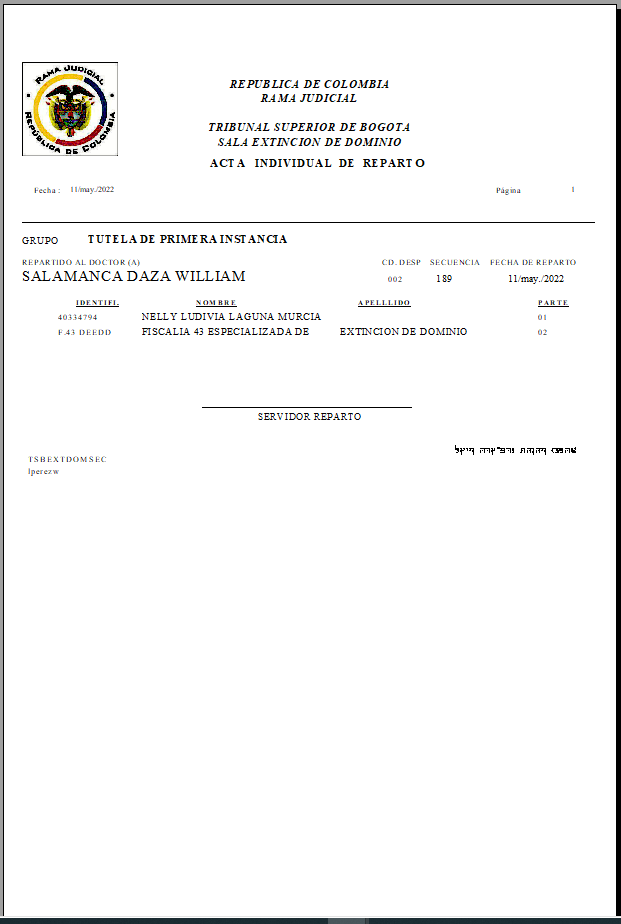 RAMA JUDICIAL
REPUBLICA DE COLOMBIA
REPUBLICA DE COLOMBIA
RAMA JUDICIAL
TRIBUNAL SUPERIOR DE BOGOTA
SALA EXTINCION DE DOMINIO
ACTA INDIVIDUAL DE REPARTO
Fecha : 11/may./2022 Página 1
GRUPO TUTELA DE PRIMERA INSTANCIA
REPARTIDO AL DOCTOR (A) CD. DESP SECUENCIA FECHA DE REPARTO
SALAMANCA DAZA WILLIAM 002 189 11/may./2022
IDENTIFI. NOMBRE APELLLIDO PARTE
40334794 NELLY LUDIVIA LAGUNA MURCIA 01
F.43 DEEDD FISCALIA 43 ESPECIALIZADA DE EXTINCION DE DOMINIO 02
SERVIDOR REPARTO
TSBEXTDOMSEC
lperezw